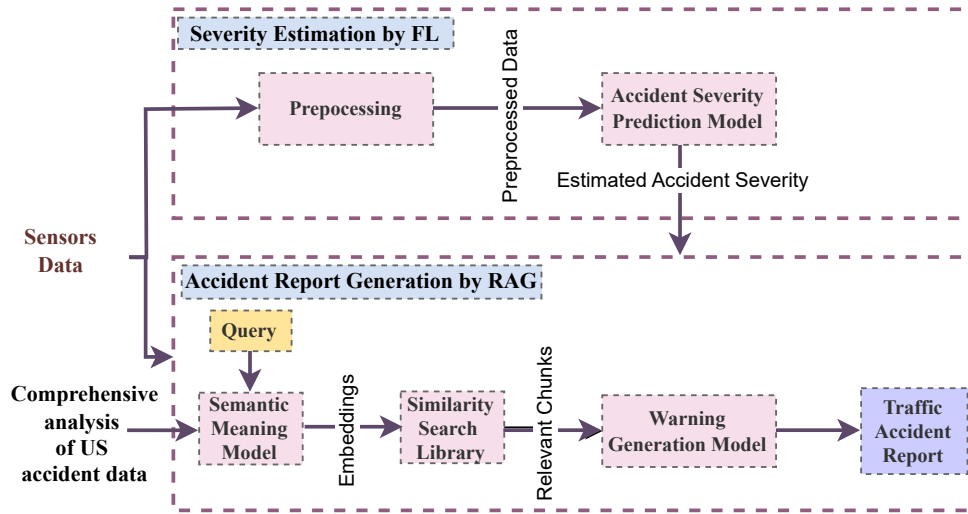 Severity Estimation by FL
Prepocessing
Preprocessed Data
Accident Severity
Prediction Model
Estimated Accident Severity
Sensors
Data
Accident Report Generation by RAG
Query
Comprehensive
analysis
of US
accident data
Semantic
Meaning
Model
Embeddings
Similarity
Search
Library
Relevant Chunks
Warning
Generation Model
Traffic
Accident
Report